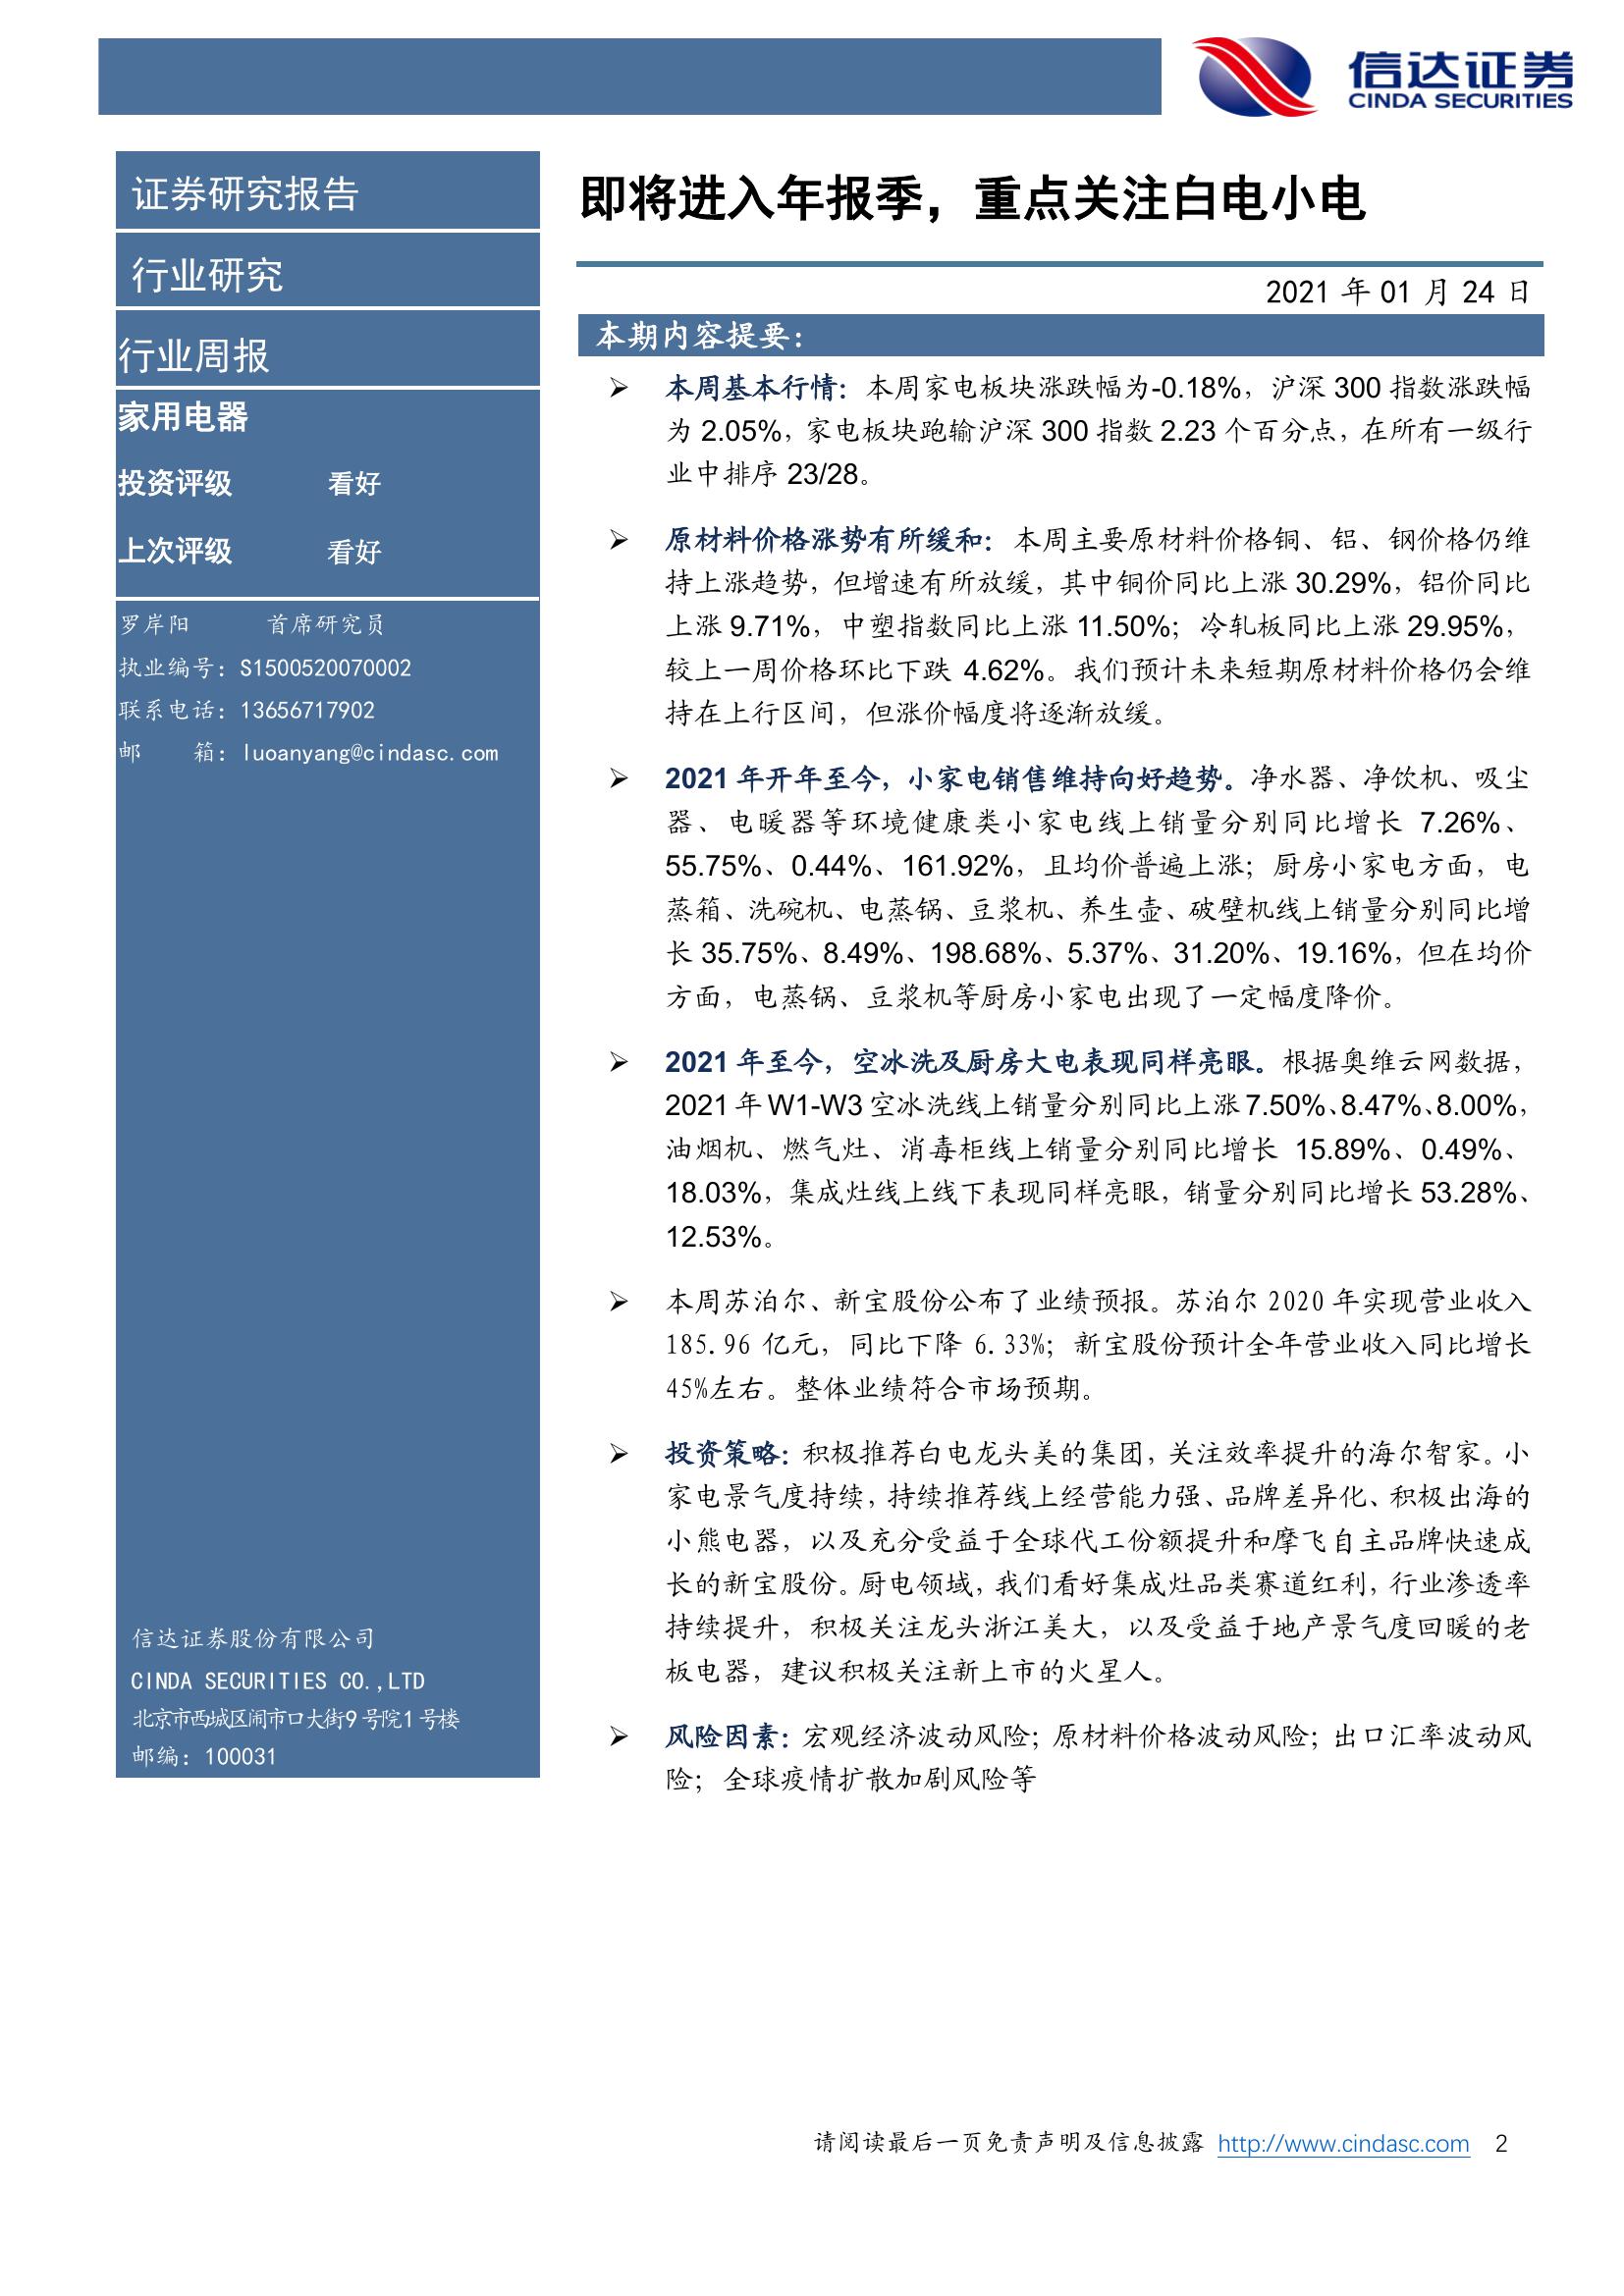 信达证券
CINDA SECURITIES
证券研究报告
行业研究
行业周报
家用电器
投资评级 看好
上次评级 看好
罗岸阳 首席研究员
执业编号：S1500520070002
联系电话：13656717902
邮 箱：luoanyang@cindasc.com
信达证券股份有限公司
CINDA SECURITIES CO.,LTD
北京市西城区闹市口大街9号院1号楼
邮编：100031
即将进入年报季，重点关注白电小电
2021 年 01 月 24 日
本期内容提要：
➢ 本周基本行情：本周家电板块涨跌幅为-0.18%，沪深 300 指数涨跌幅
为 2.05%，家电板块跑输沪深 300 指数 2.23 个百分点，在所有一级行
业中排序 23/28。
➢ 原材料价格涨势有所缓和：本周主要原材料价格铜、铝、钢价格仍维
持上涨趋势，但增速有所放缓，其中铜价同比上涨 30.29%，铝价同比
上涨 9.71%，中塑指数同比上涨 11.50%；冷轧板同比上涨 29.95%，
较上一周价格环比下跌 4.62%。我们预计未来短期原材料价格仍会维
持在上行区间，但涨价幅度将逐渐放缓。
➢ 2021 年开年至今，小家电销售维持向好趋势。净水器、净饮机、吸尘
器、电暖器等环境健康类小家电线上销量分别同比增长 7.26%、
55.75%、0.44%、161.92%，且均价普遍上涨；厨房小家电方面，电
蒸箱、洗碗机、电蒸锅、豆浆机、养生壶、破壁机线上销量分别同比增
长 35.75%、8.49%、198.68%、5.37%、31.20%、19.16%，但在均价
方面，电蒸锅、豆浆机等厨房小家电出现了一定幅度降价。
➢ 2021 年至今，空冰洗及厨房大电表现同样亮眼。根据奥维云网数据，
2021 年 W1-W3 空冰洗线上销量分别同比上涨 7.50%、8.47%、8.00%，
油烟机、燃气灶、消毒柜线上销量分别同比增长 15.89%、0.49%、
18.03%，集成灶线上线下表现同样亮眼，销量分别同比增长 53.28%、
12.53%。
➢ 本周苏泊尔、新宝股份公布了业绩预报。苏泊尔 2020 年实现营业收入
185.96 亿元，同比下降 6.33%；新宝股份预计全年营业收入同比增长
45%左右。整体业绩符合市场预期。
➢ 投资策略：积极推荐白电龙头美的集团，关注效率提升的海尔智家。小
家电景气度持续，持续推荐线上经营能力强、品牌差异化、积极出海的
小熊电器，以及充分受益于全球代工份额提升和摩飞自主品牌快速成
长的新宝股份。厨电领域，我们看好集成灶品类赛道红利，行业渗透率
持续提升，积极关注龙头浙江美大，以及受益于地产景气度回暖的老
板电器，建议积极关注新上市的火星人。
➢ 风险因素：宏观经济波动风险；原材料价格波动风险；出口汇率波动风
险；全球疫情扩散加剧风险等
请阅读最后一页免责声明及信息披露 http://www.cindasc.com 2